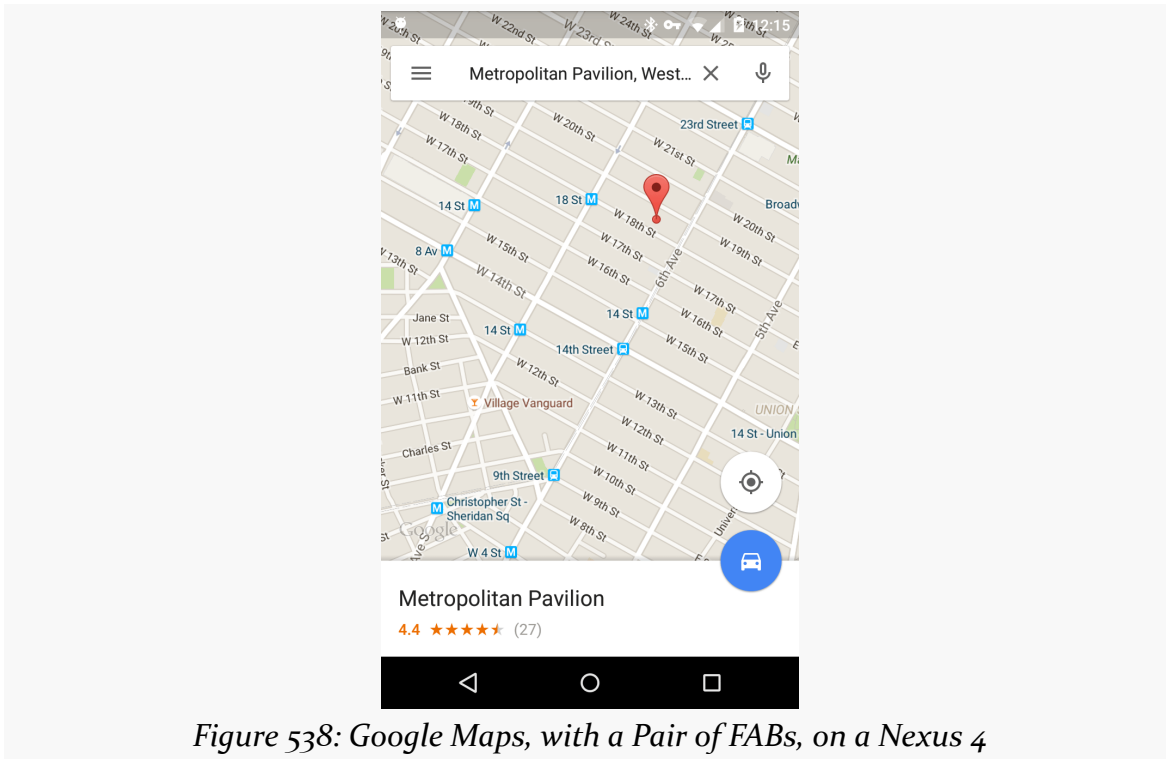 W 24th St
12:15
W 22nd St
W 23rd St
Metropolitan Pavilion, West...
W 20th St
W 18th St
W 17th St
23rd Street
W 21st St
14 St
18 St
W 18th St
Broadw
W 20th St
8 Av
W 15th St
W 17th St
W 19th St
W 13th St
W 14th St
W 16th St
6th Ave
W 17th St
Jane St
14 St
W 16th St
5th Ave
W 12th St
14 St
14th Street
W 15th St
Bank St
W 12th St
W 11th St
Village Vanguard
W 13th St
UNION
W 12th St
14 St - Union
Charles St
W 11th St
9th Street
W 10th St
Christopher St -
Sheridan Sq
W 9th St
Univer
Google
W 8th St
W 4 St
Metropolitan Pavilion
4.4 ★★★★★ (27)
Figure 538: Google Maps, with a Pair of FABs, on a Nexus 4